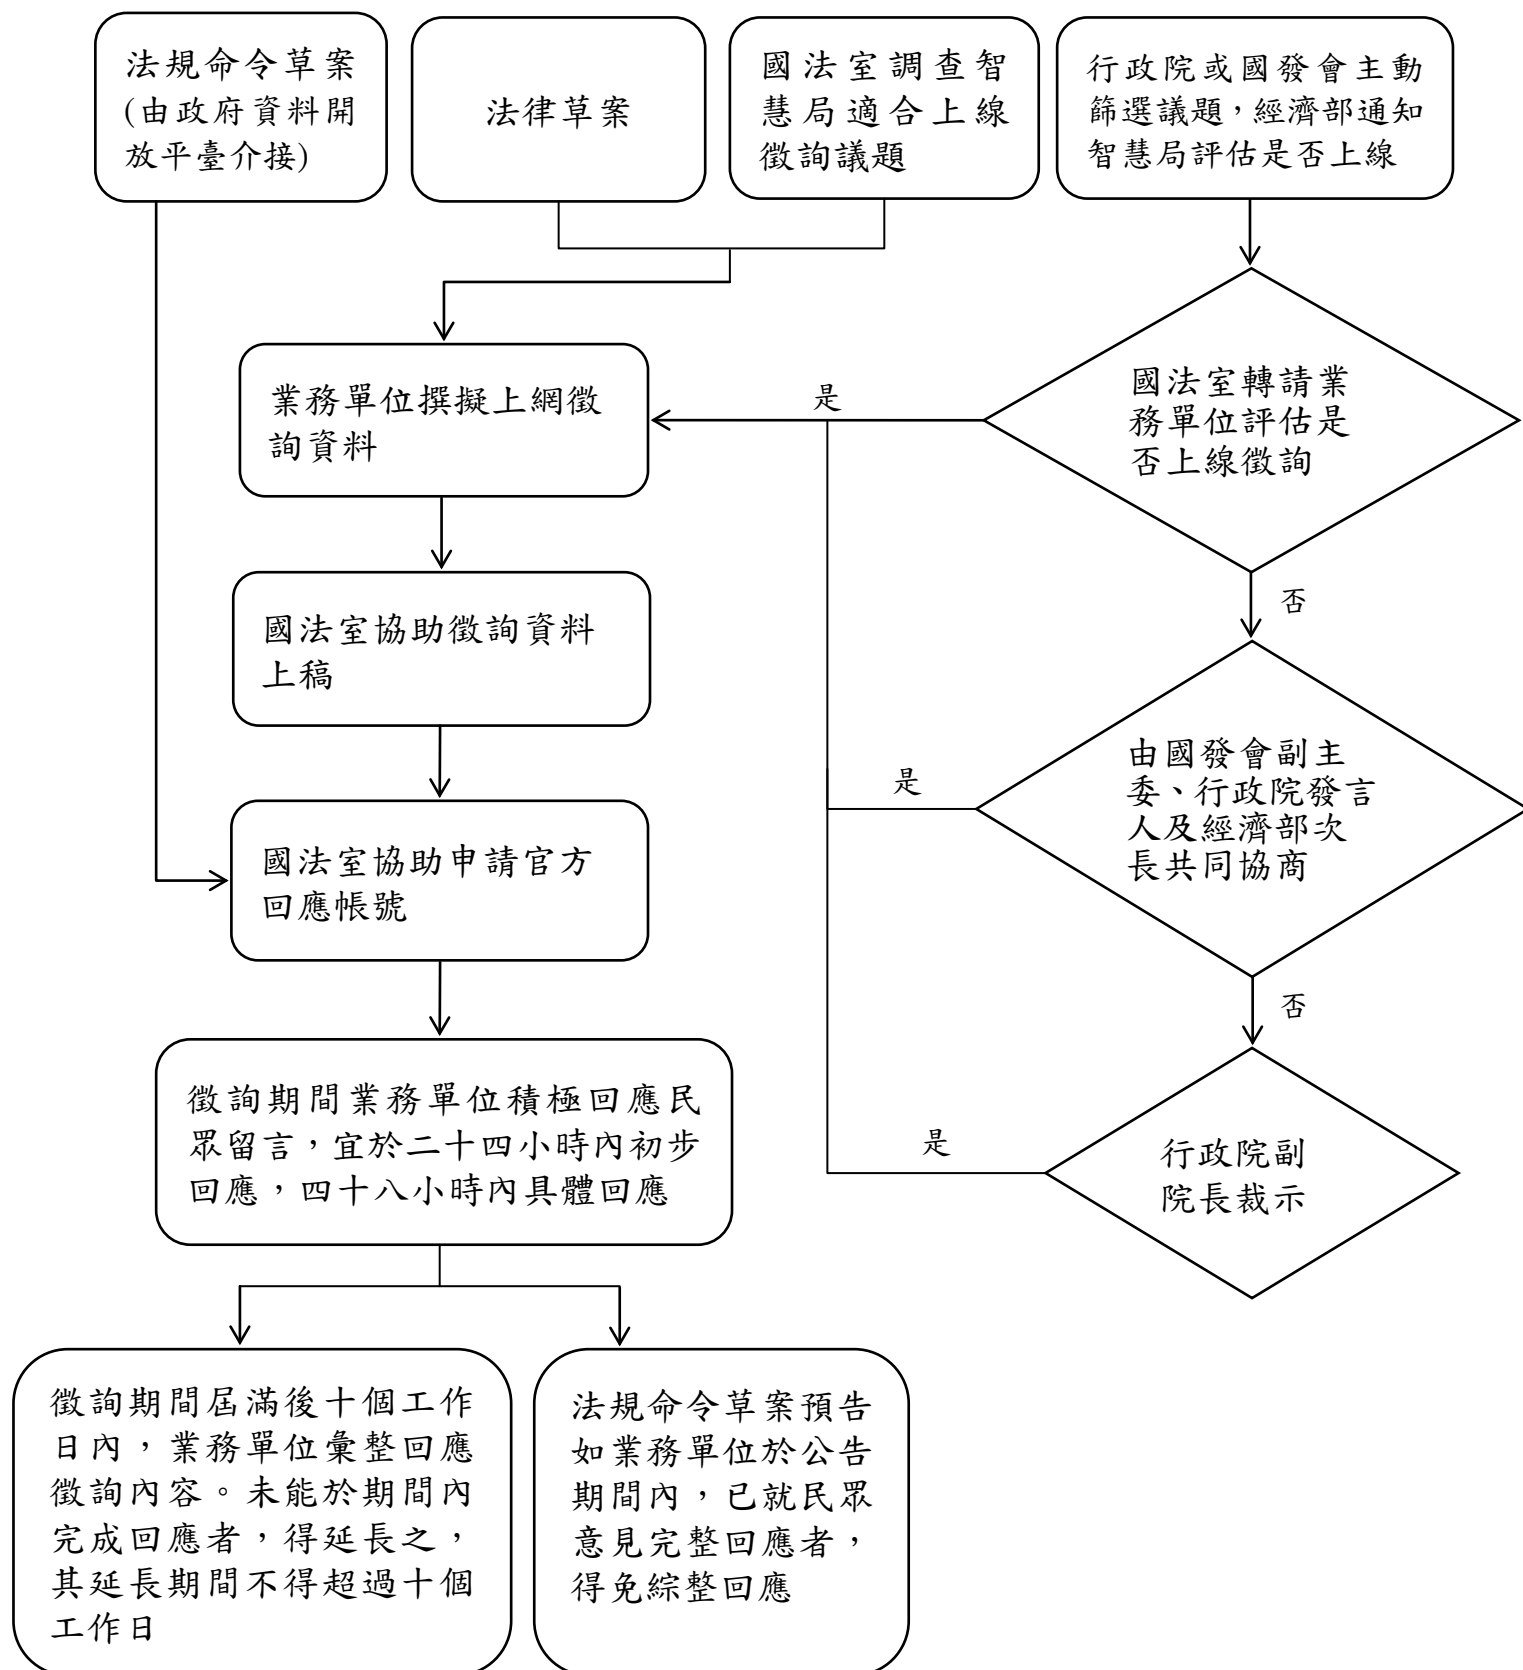 法規命令草案
(由政府資料開
放平臺介接)
法律草案
國法室調查智
慧局適合上線
徵詢議題
行政院或國發會主動
篩選議題，經濟部通知
智慧局評估是否上線
業務單位撰擬上網徵
詢資料
是
國法室轉請業
務單位評估是
否上線徵詢
否
國法室協助徵詢資料
上稿
是
由國發會副主
委、行政院發言
人及經濟部次
長共同協商
國法室協助申請官方
回應帳號
否
徵詢期間業務單位積極回應民
眾留言，宜於二十四小時內初步
回應，四十八小時內具體回應
是
行政院副
院長裁示
徵詢期間屆滿後十個工作
日內，業務單位彙整回應
徵詢內容。未能於期間內
完成回應者，得延長之，
其延長期間不得超過十個
工作日
法規命令草案預告
如業務單位於公告
期間內，已就民眾
意見完整回應者，
得免綜整回應